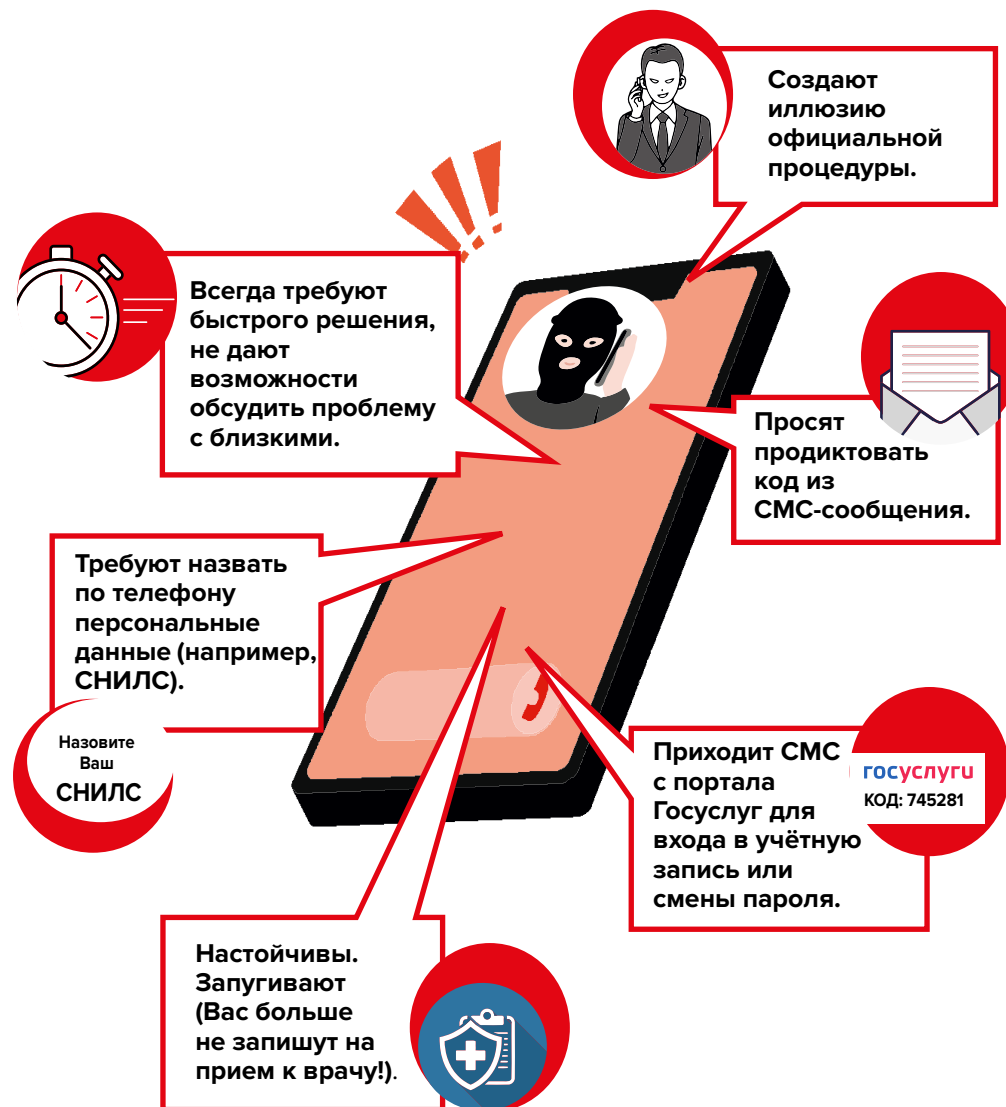 Создают
иллюзию
официальной
процедуры.
Всегда требуют
быстрого решения,
не дают
возможности
обсудить проблему
с близкими.
Просят
продиктовать
код из
СМС-сообщения.
Требуют назвать
по телефону
персональные
данные (например,
СНИЛС).
Назовите
Ваш
СНИЛС
Приходит СМС
с портала
Госуслуг для
входа в учётную
запись или
смены пароля.
госуслуги
КОД: 745281
Настойчивы.
Запугивают
(Вас больше
не запишут на
прием к врачу!).